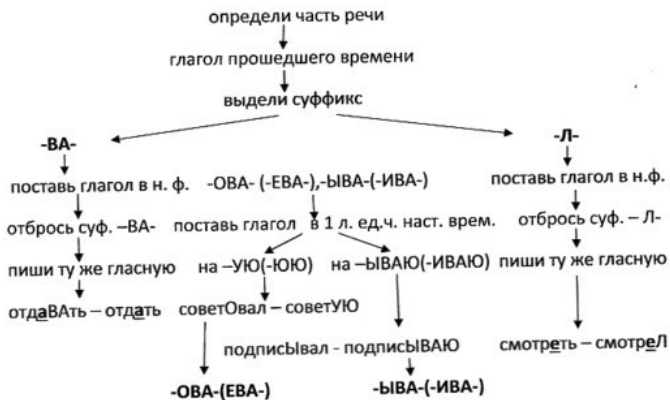 определи часть речи
глагол прошедшего времени
выдели суффикс
-ВА-
-Л-
поставь глагол в н. ф.
-ОВА- (-ЕВА-),-ЫВА-(-ИВА-)
поставь глагол в н.ф.
отбрось суф. –ВА-
поставь глагол в 1 л. ед.ч. наст. врем.
отбрось суф. – Л-
пиши ту же гласную
на –УЮ(-ЮЮ)
на –ЫВАЮ(-ИВАЮ)
пиши ту же гласную
отдаВАть – отдать
советОвал – советУЮ
подписЫвал - подписЫВАЮ
смотреть – смотреЛ
-ОВА-(ЕВА-)
-ЫВА-(-ИВА-)